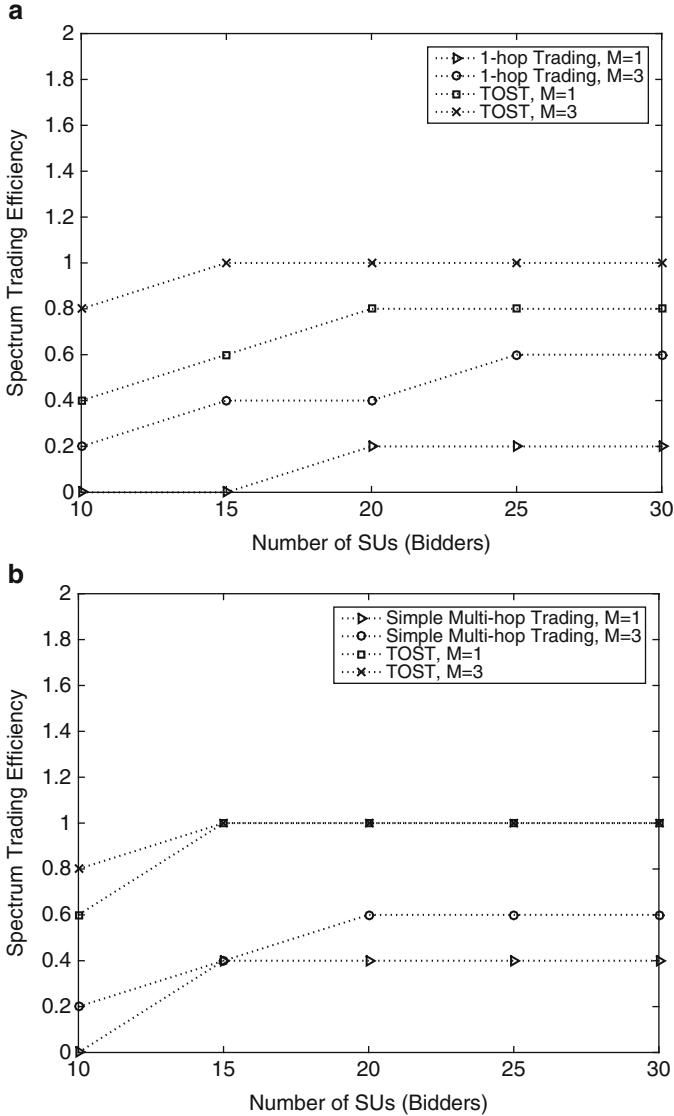 a
2
1.8
1.6
1.4
1.2
1
0.8
0.6
0.4
0.2
0
10
15
20
25
30
Spectrum Trading Efficiency
Number of SUs (Bidders)
1-hop Trading, M=1
1-hop Trading, M=3
TOST, M=1
TOST, M=3
b
2
1.8
1.6
1.4
1.2
1
0.8
0.6
0.4
0.2
0
10
15
20
25
30
Spectrum Trading Efficiency
Number of SUs (Bidders)
Simple Multi-hop Trading, M=1
Simple Multi-hop Trading, M=3
TOST, M=1
TOST, M=3